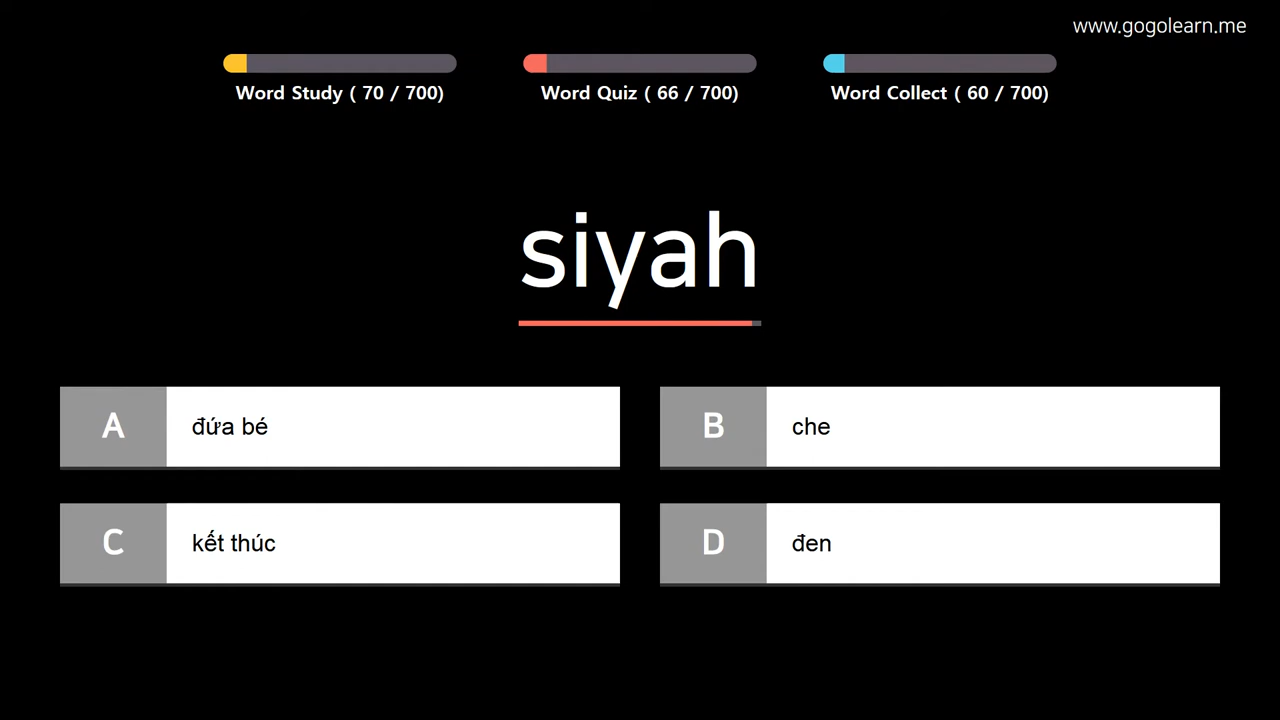 www.gogolearn.me
Word Study ( 70 / 700)
Word Quiz ( 66 / 700)
Word Collect ( 60 / 700)
siyah
A đứa bé
B che
C kết thúc
D đen